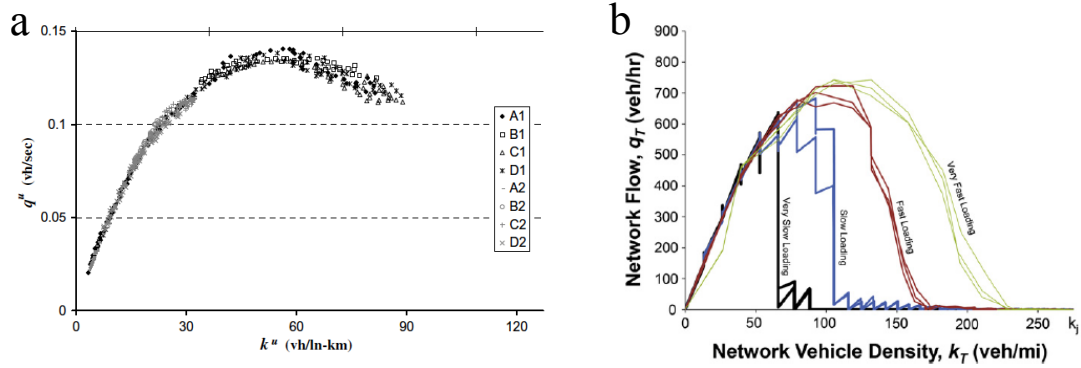 a
0.15
0.1
0.05
0
q^u (vh/sec)
0 30 60 90 120
k^u (vh/ln-km)
A1
B1
C1
D1
A2
B2
C2
D2
b
Network Flow, q_T (veh/hr)
900
800
700
600
500
400
300
200
100
0
Very Slow Loading
Slow Loading
Fast Loading
Very Fast Loading
0 50 100 150 200 250 k_j
Network Vehicle Density, k_T (veh/mi)